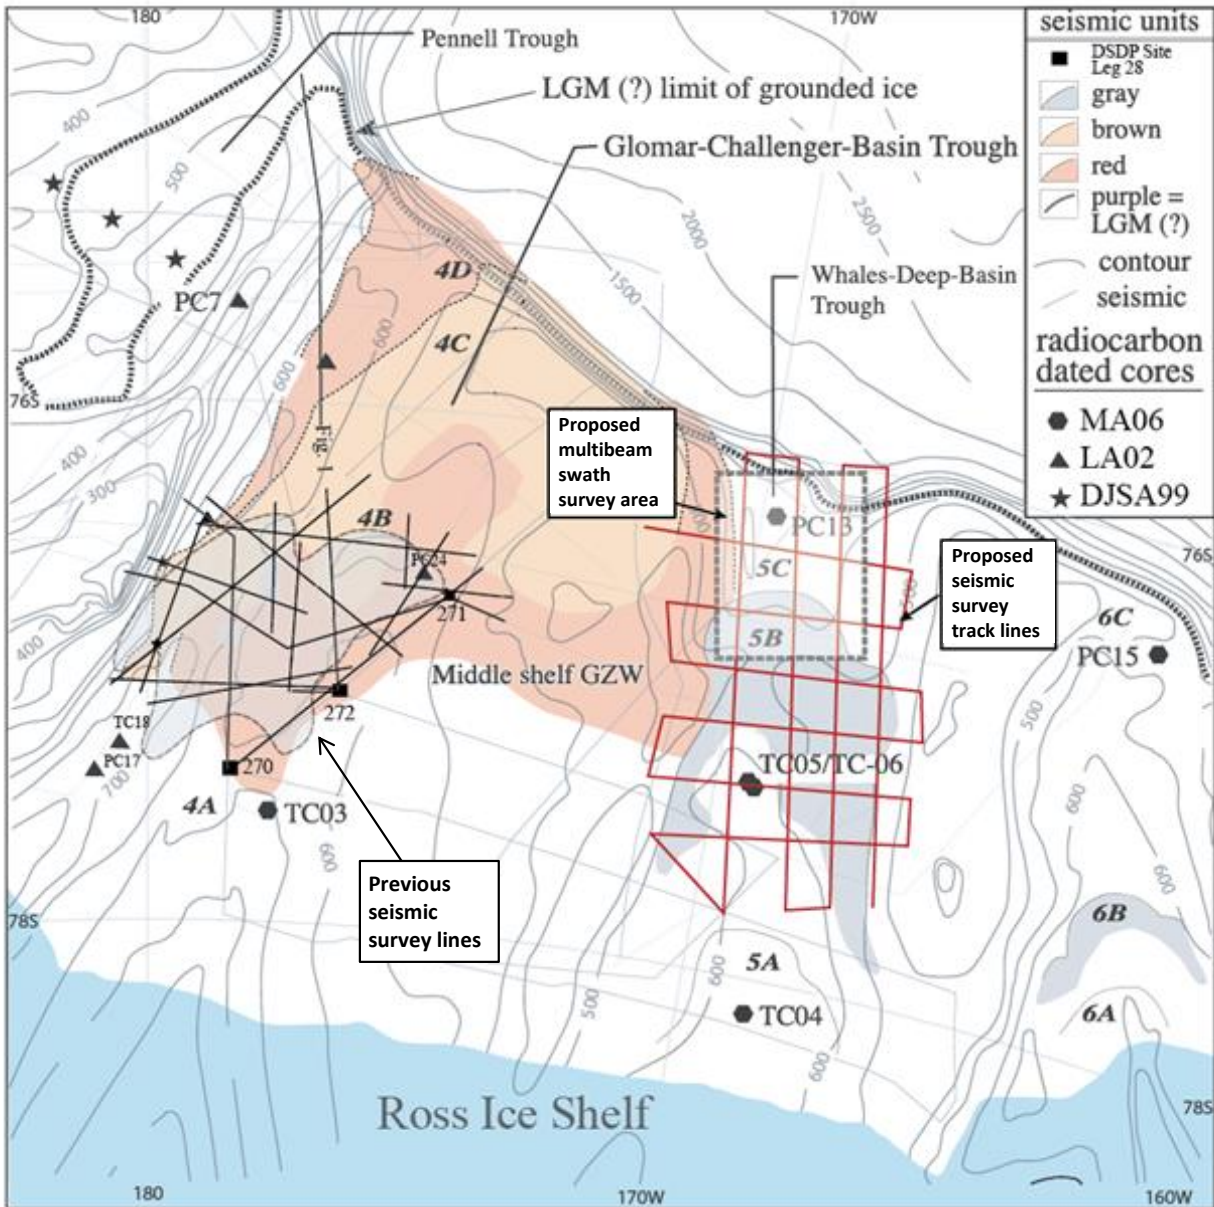 180
170W
seismic units
Pennell Trough
DSDP Site
Leg 28
LGM (?) limit of grounded ice
gray
400
brown
Glomar-Challenger-Basin Trough
red
500
purple =
LGM (?)
2000
2500
contour
4D
Whales-Deep-Basin
Trough
1500
seismic
PC7
600
4C
radiocarbon
dated cores
600
76S
MA06
Proposed
multibeam
swath
survey area
LA02
400
DJSA99
300
4B
PC13
Proposed
seismic
survey
track lines
76S
PC24
5C
271
6C
400
5B
PC15
Middle shelf GZW
272
500
TC18
PC17
270
TC05/TC-06
700
4A
TC03
600
600
600
Previous
seismic
survey lines
78S
6B
5A
600
500
TC04
6A
600
Ross Ice Shelf
78S
180
170W
160W